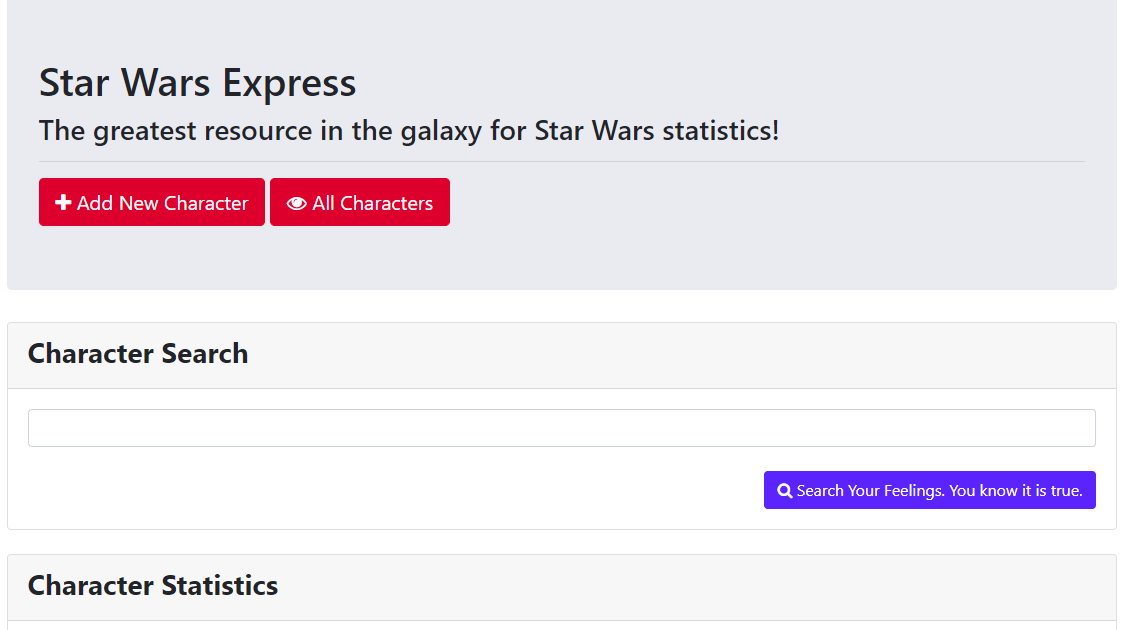 Star Wars Express
The greatest resource in the galaxy for Star Wars statistics!
Add New Character All Characters
Character Search
Search Your Feelings. You know it is true.
Character Statistics